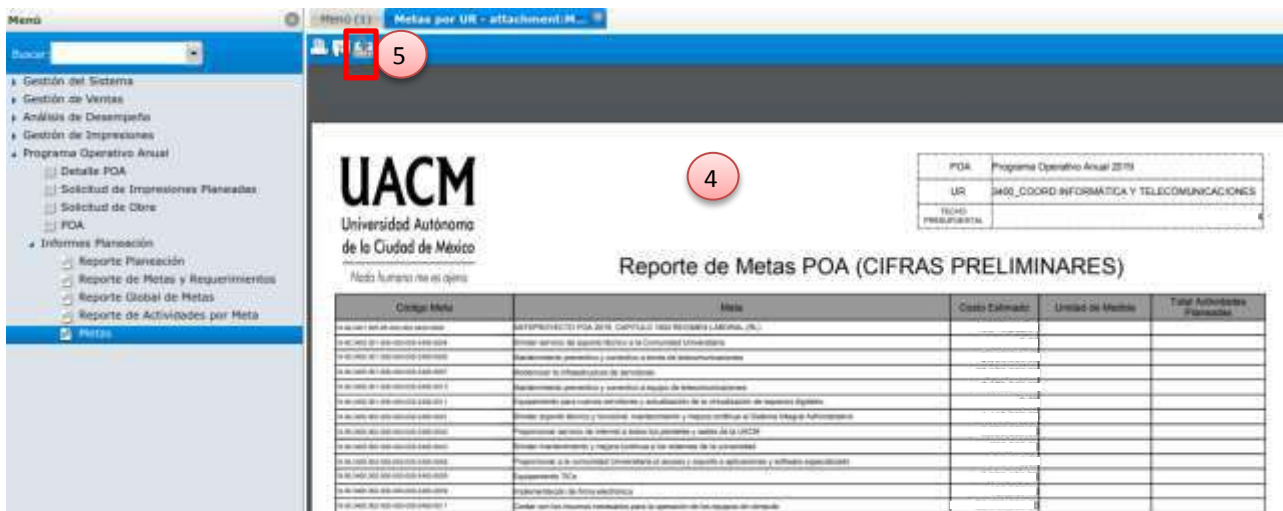 Menú
Menú (1) Metas por UR - attachment:M...
Buscar:
5
Gestión del Sistema
Gestión de Ventas
Análisis de Desempeño
Gestión de Impresiones
Programa Operativo Anual
Detalle POA
Solicitud de Impresiones Planeadas
Solicitud de Obra
POA
Informes Planeación
Reporte Planeación
Reporte de Metas y Requerimientos
Reporte Global de Metas
Reporte de Actividades por Meta
Metas
UACM
Universidad Autónoma
de la Ciudad de México
Nada humano me es ajeno
4
POA Programa Operativo Anual 2019
UR 3400_COORD INFORMÁTICA Y TELECOMUNICACIONES
TECHO PRESUPUESTAL
Reporte de Metas POA (CIFRAS PRELIMINARES)
Código Meta Meta Costo Estimado Unidad de Medida Total Actividades Planeadas
ANTEPROYECTO POA 2019, CAPITULO 1000 REGIMEN LABORAL (RL)
Brindar servicio de soporte técnico a la Comunidad Universitaria
Mantenimiento preventivo y correctivo a torres de telecomunicaciones
Modernizar la infraestructura de servidores
Mantenimiento preventivo y correctivo a equipo de telecomunicaciones
Equipamiento para nuevos servidores y actualización de la virtualización de espacios digitales
Brindar soporte técnico y funcional, mantenimiento y mejora continua al Sistema Integral Administrativo
Proporcionar servicio de internet a todos los planteles y sedes de la UACM
Brindar mantenimiento y mejora continua a los sistemas de la universidad
Proporcionar a la comunidad Universitaria el acceso y soporte a aplicaciones y software especializado
Equipamiento TICs
Implementación de firma electrónica
Contar con los insumos necesarios para la operación de los equipos de cómputo